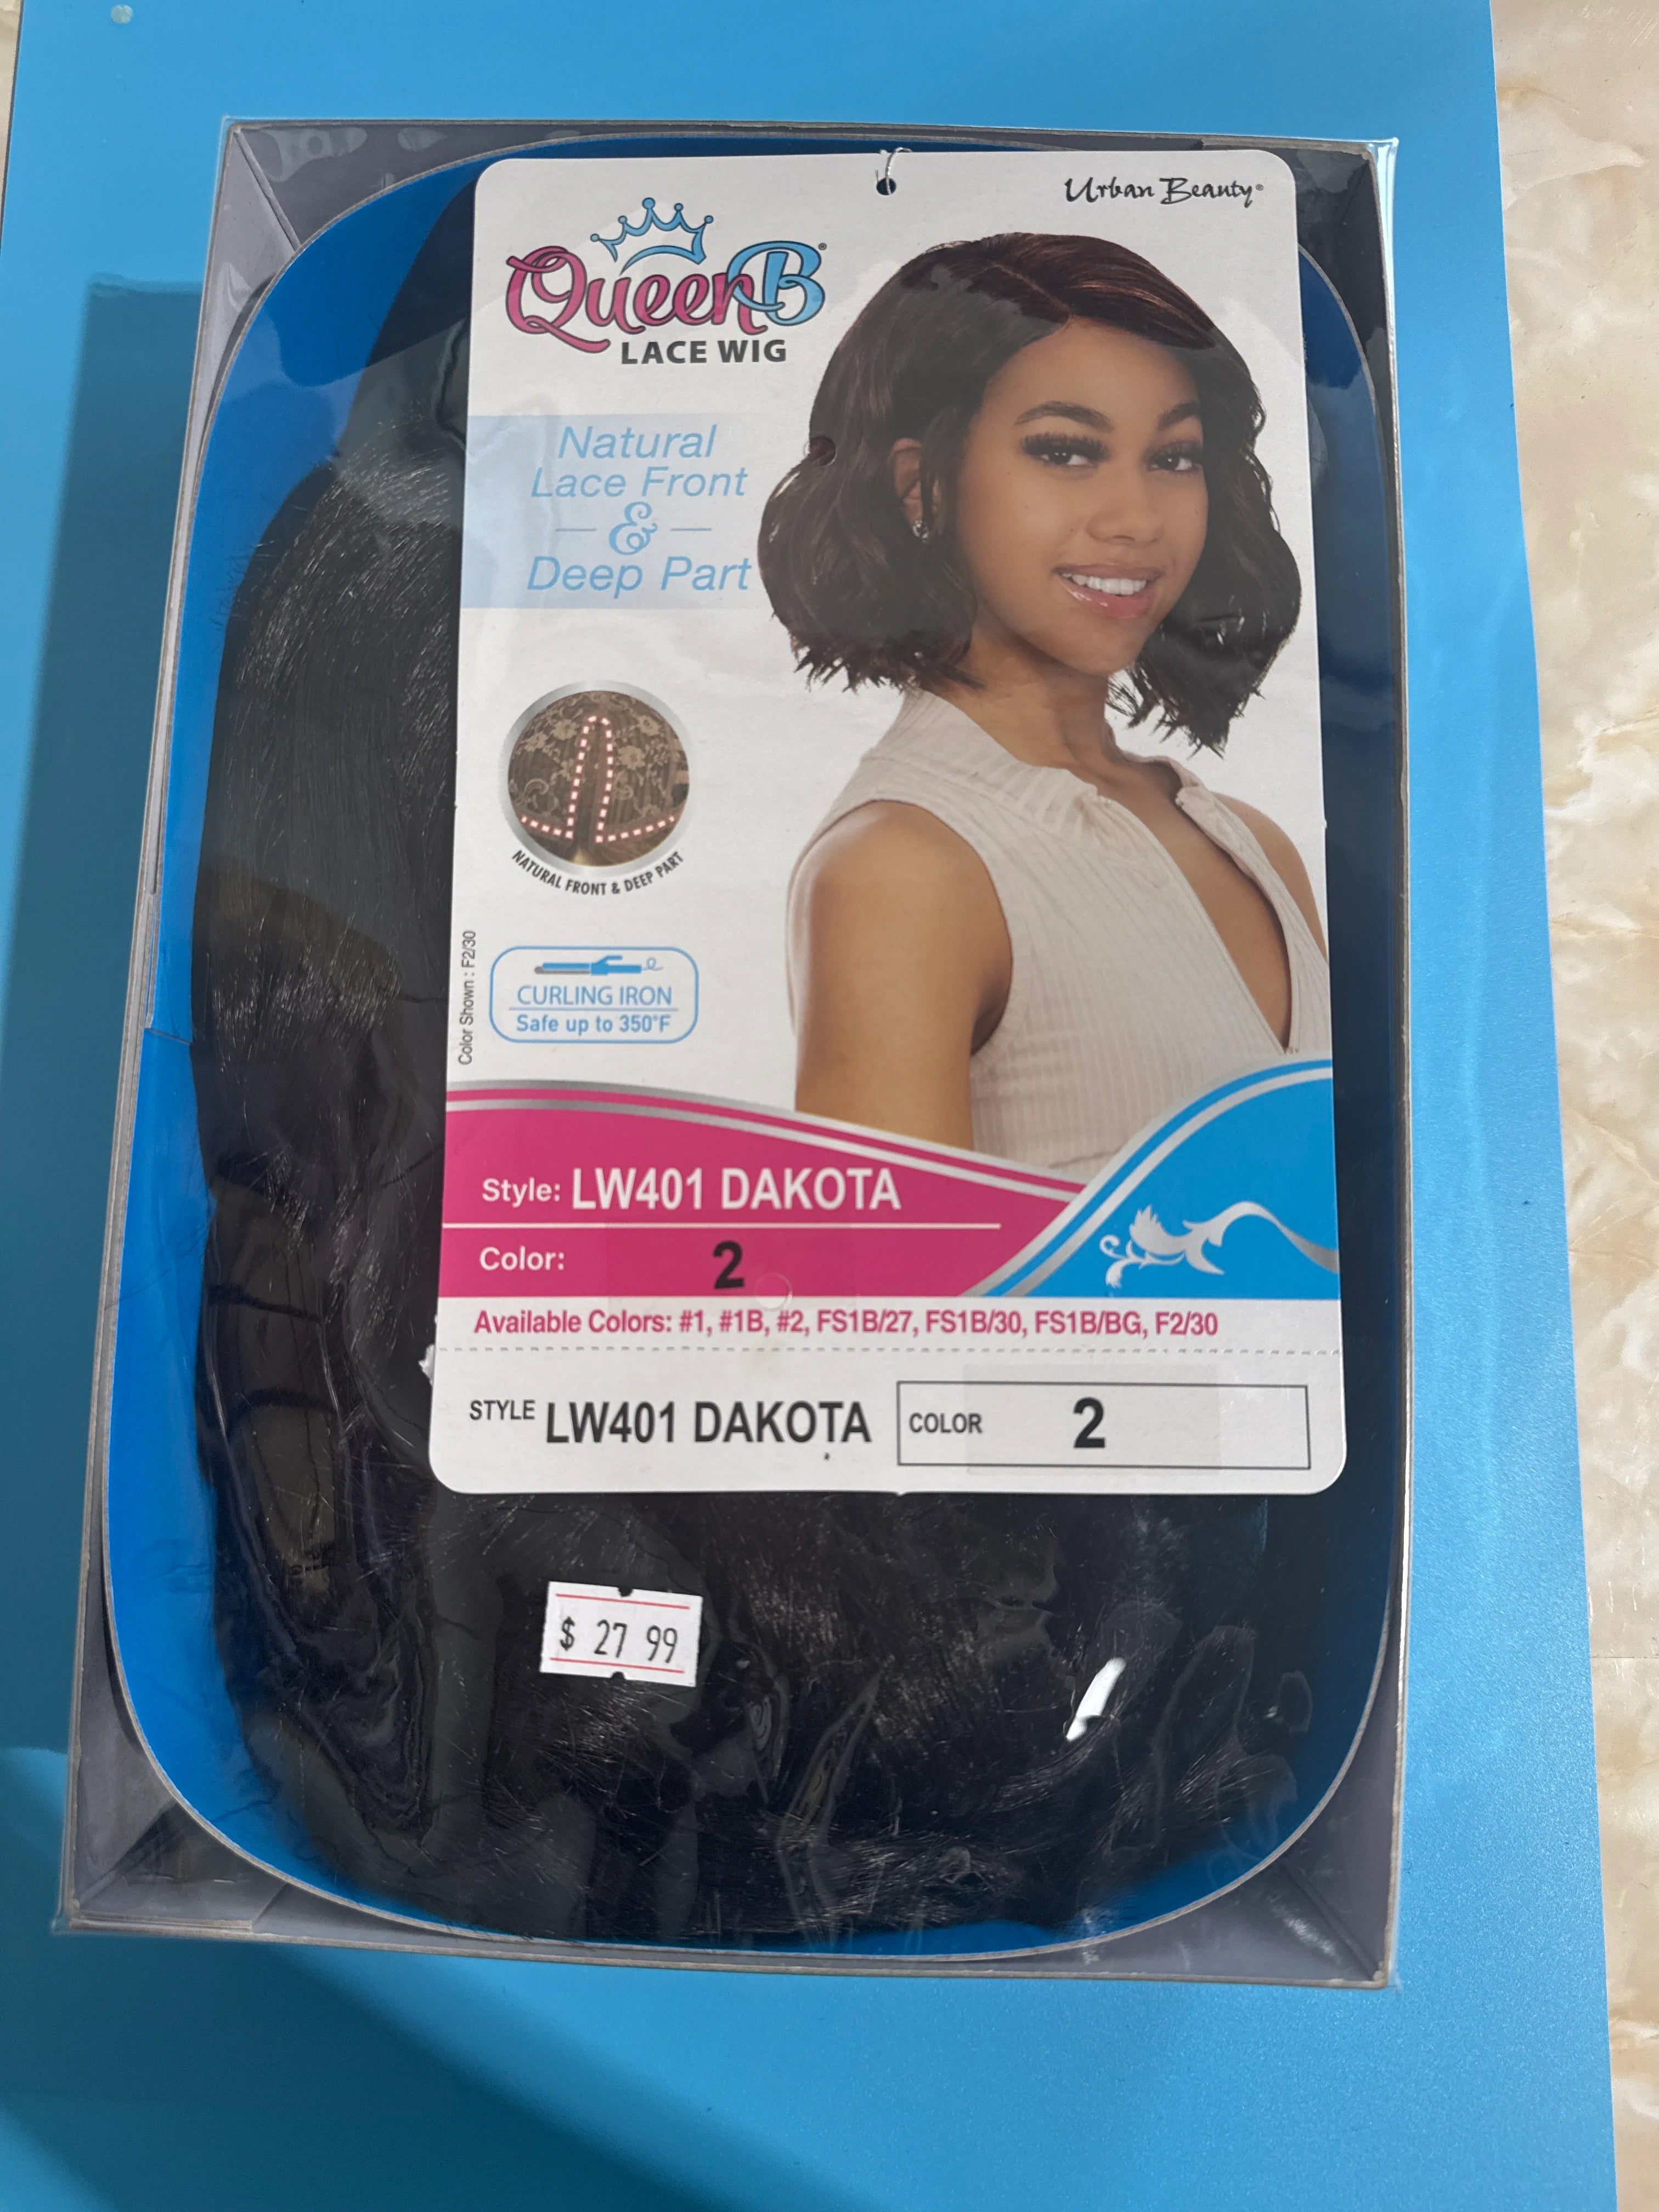 Urban Beauty®
QueenB®
LACE WIG
Natural
Lace Front
&
Deep Part
NATURAL FRONT & DEEP PART
Color Shown : F2/30
CURLING IRON
Safe up to 350°F
Style: LW401 DAKOTA
Color: 2
Available Colors: #1, #1B, #2, FS1B/27, FS1B/30, FS1B/BG, F2/30
STYLE LW401 DAKOTA COLOR 2
$ 27 99